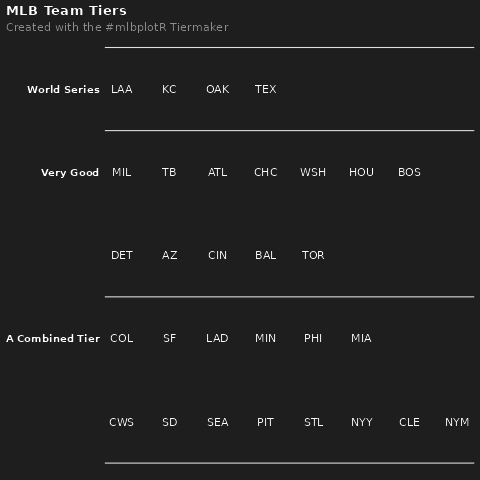 MLB Team Tiers
Created with the #mlbplotR Tiermaker
World Series LAA KC OAK TEX
Very Good MIL TB ATL CHC WSH HOU BOS
DET AZ CIN BAL TOR
A Combined Tier COL SF LAD MIN PHI MIA
CWS SD SEA PIT STL NYY CLE NYM